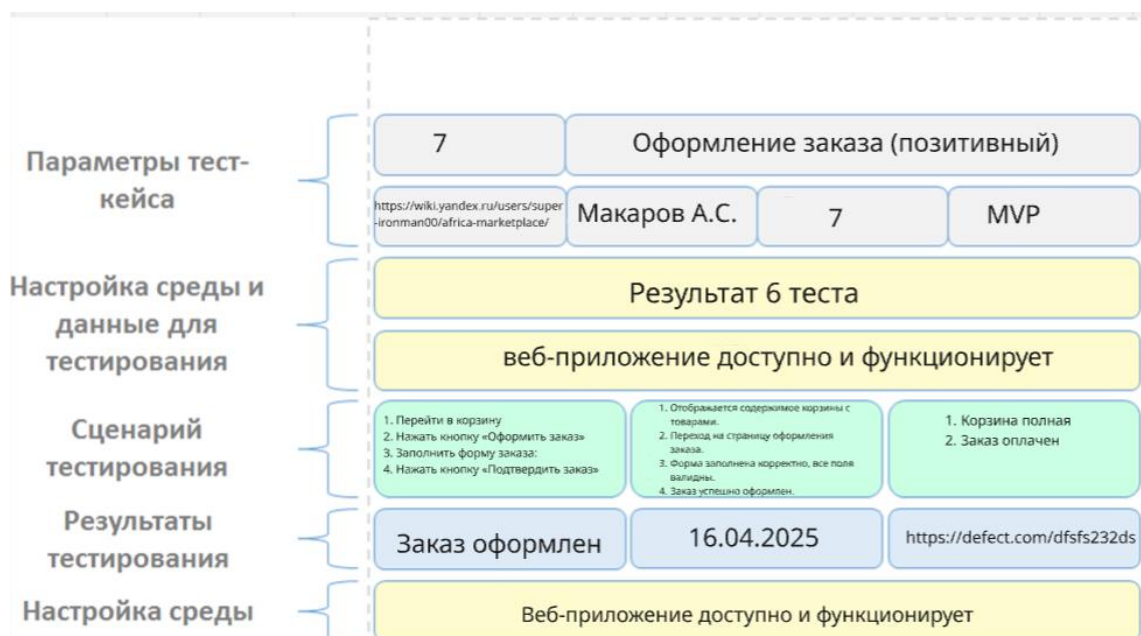 Параметры тест-
кейса
7
Оформление заказа (позитивный)
https://wiki.yandex.ru/users/super
-ironman00/africa-marketplace/
Макаров А.С.
7
MVP
Настройка среды и
данные для
тестирования
Результат 6 теста
веб-приложение доступно и функционирует
Сценарий
тестирования
1. Перейти в корзину
2. Нажать кнопку «Оформить заказ»
3. Заполнить форму заказа:
4. Нажать кнопку «Подтвердить заказ»
1. Отображается содержимое корзины с
товарами.
2. Переход на страницу оформления
заказа.
3. Форма заполнена корректно, все поля
валидны.
4. Заказ успешно оформлен.
1. Корзина полная
2. Заказ оплачен
Результаты
тестирования
Заказ оформлен
16.04.2025
https://defect.com/dfsfs232ds
Настройка среды
Веб-приложение доступно и функционирует